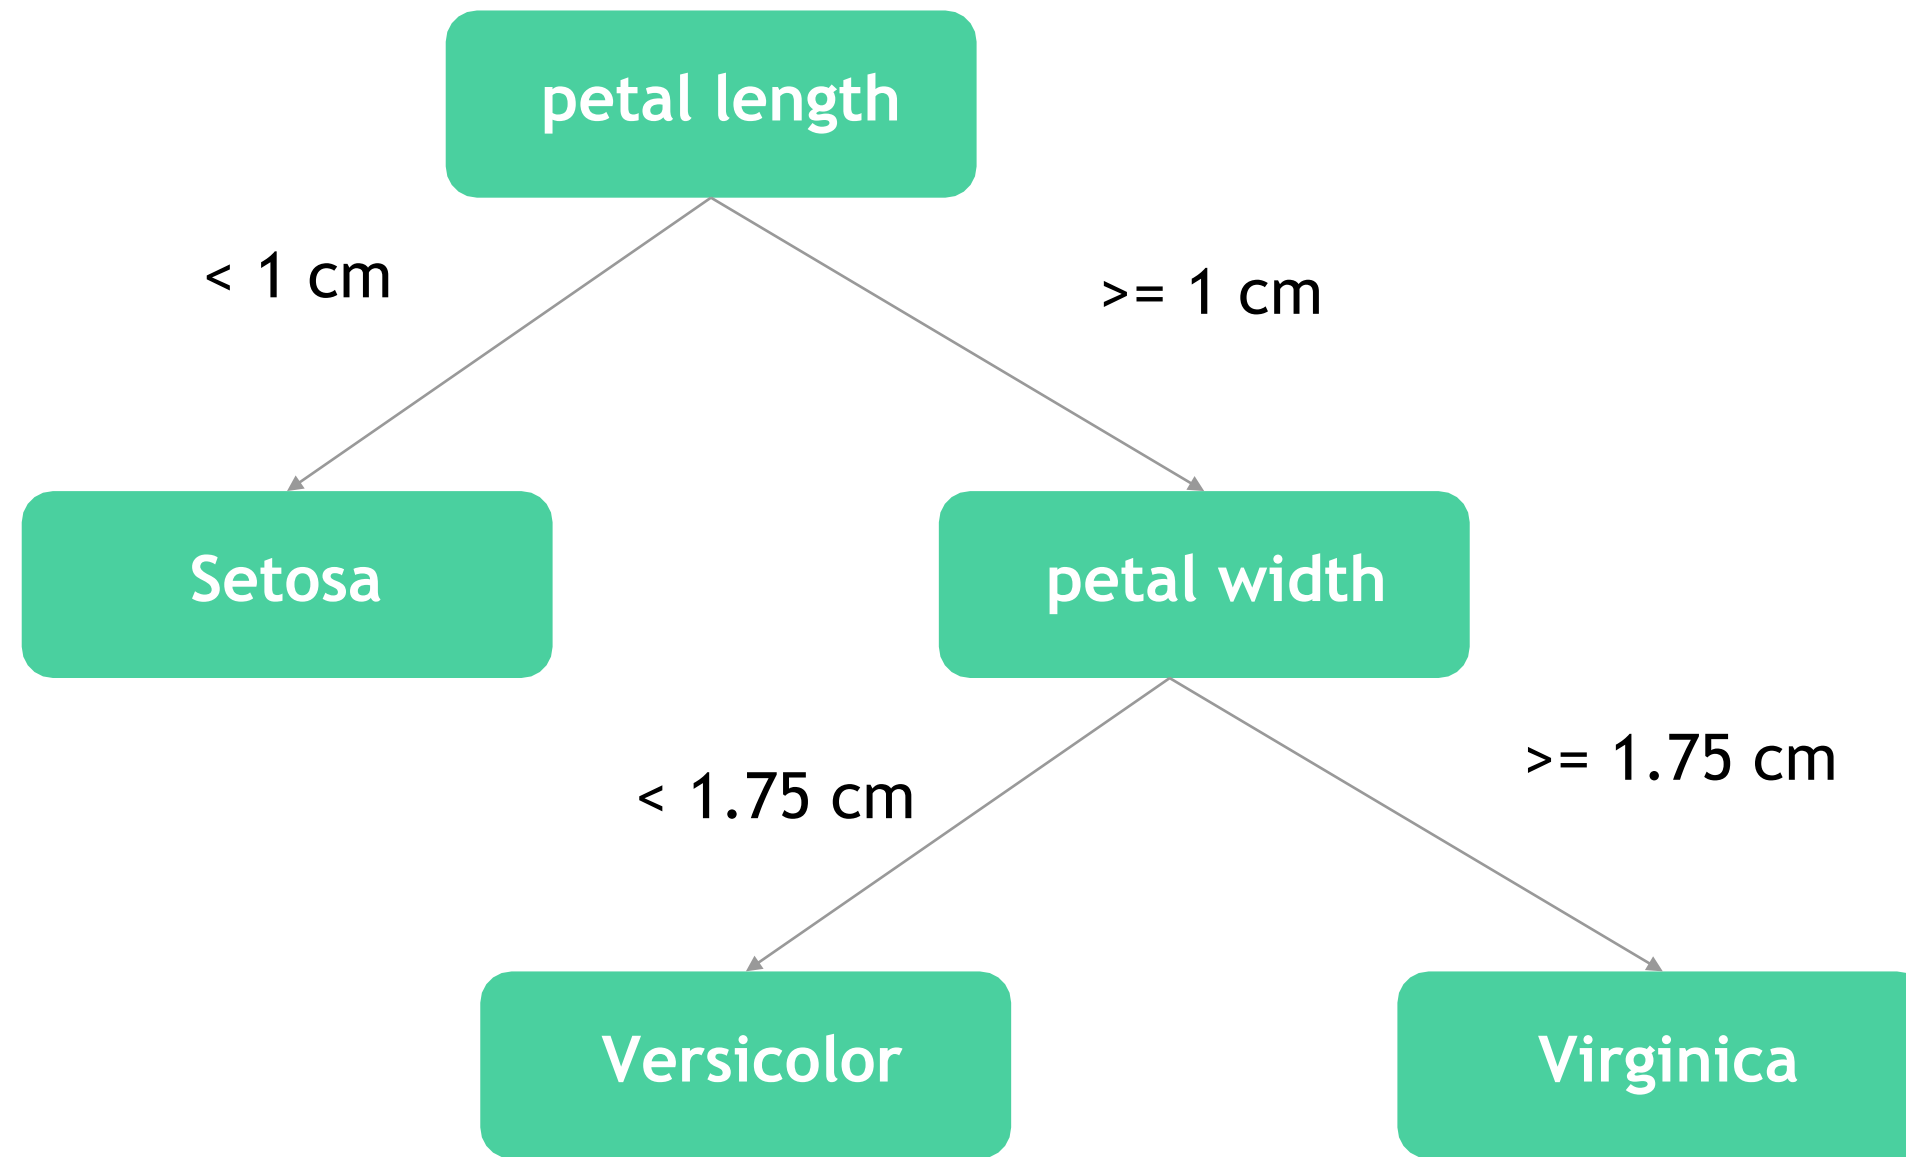 petal length
< 1 cm
>= 1 cm
Setosa
petal width
< 1.75 cm
>= 1.75 cm
Versicolor
Virginica